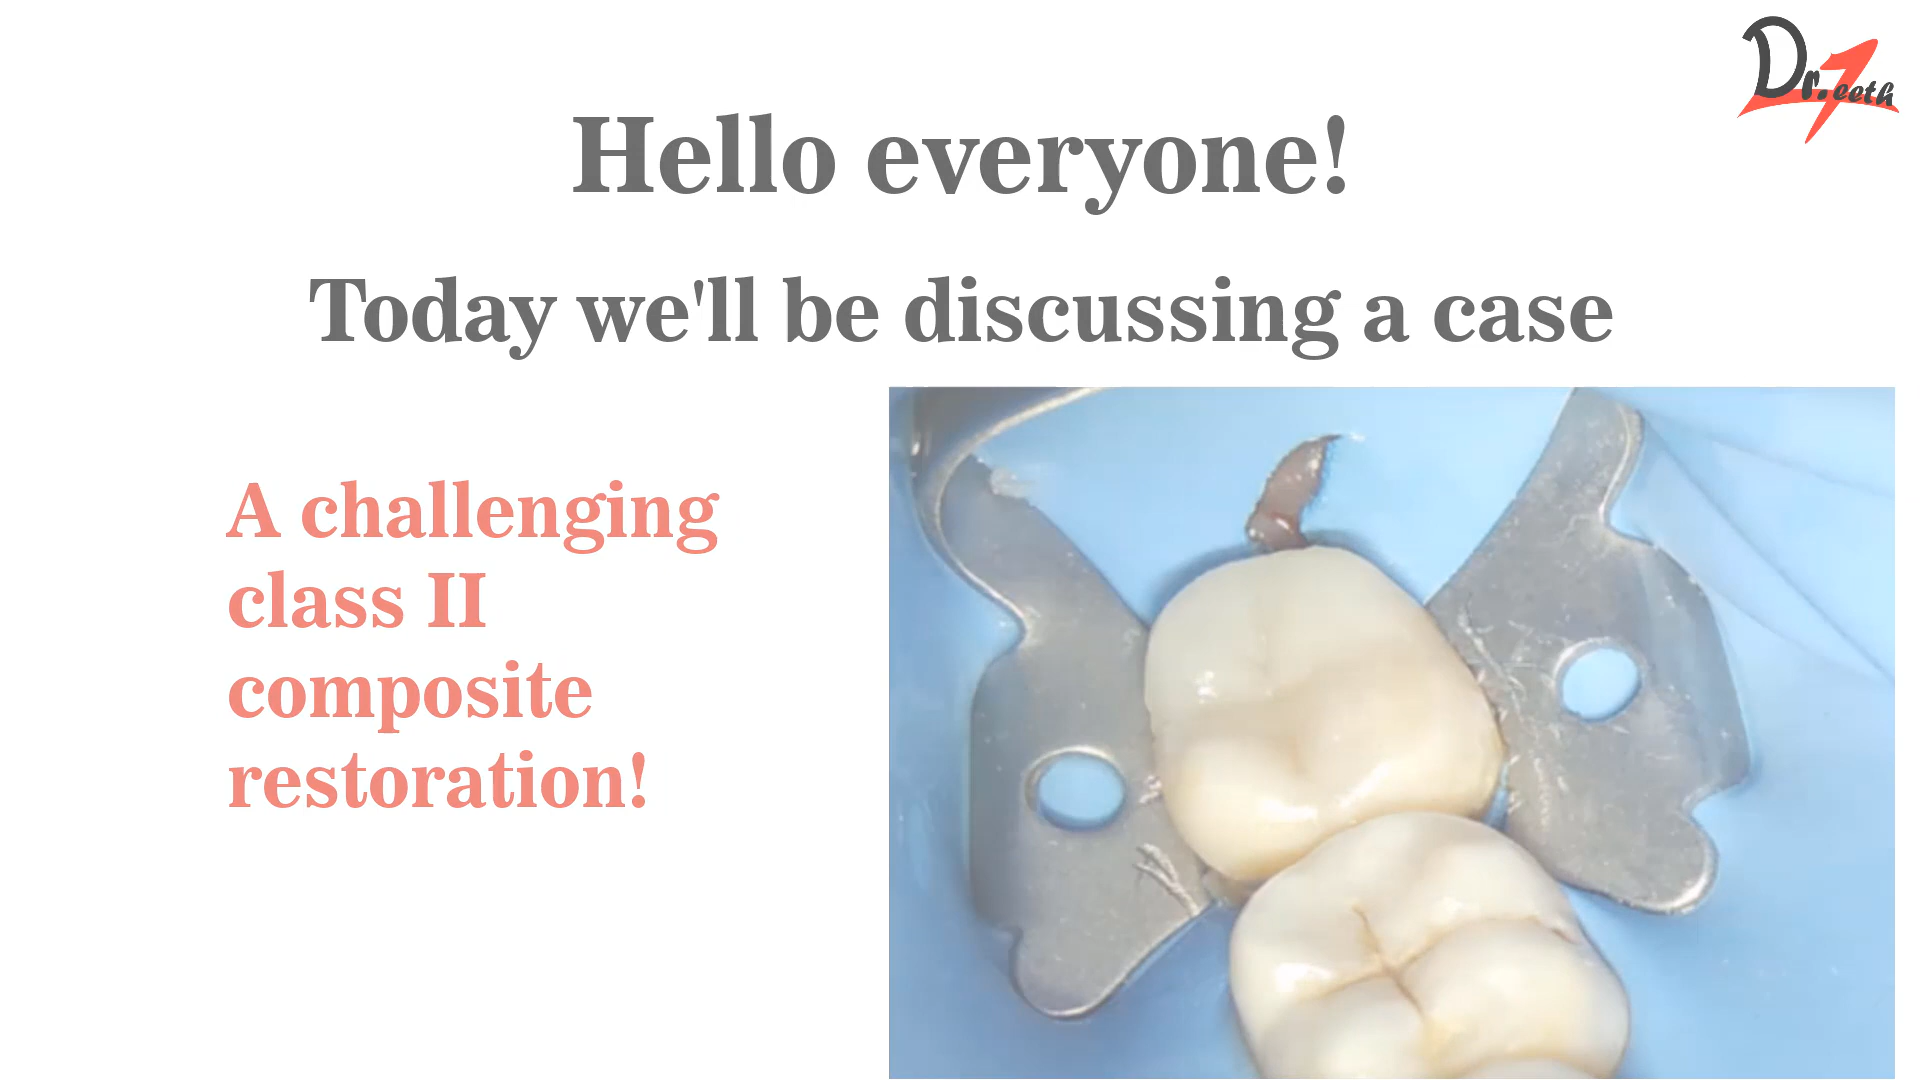 Dr. Teeth
Hello everyone!
Today we'll be discussing a case
A challenging
class II
composite
restoration!